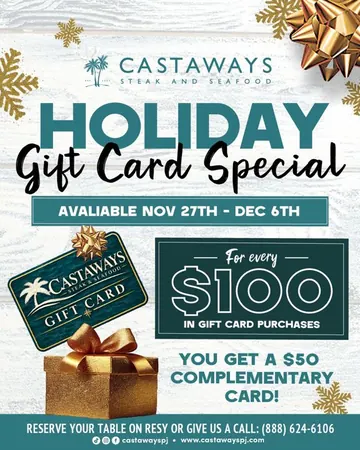 CASTAWAYS
STEAK AND SEAFOOD
HOLIDAY
Gift Card Special
AVALIABLE NOV 27TH - DEC 6TH
CASTAWAYS
STEAK & SEAFOOD
GIFT CARD
For every
$100
IN GIFT CARD PURCHASES
YOU GET A $50
COMPLEMENTARY
CARD!
RESERVE YOUR TABLE ON RESY OR GIVE US A CALL: (888) 624-6106
castawayspj • www.castawayspj.com